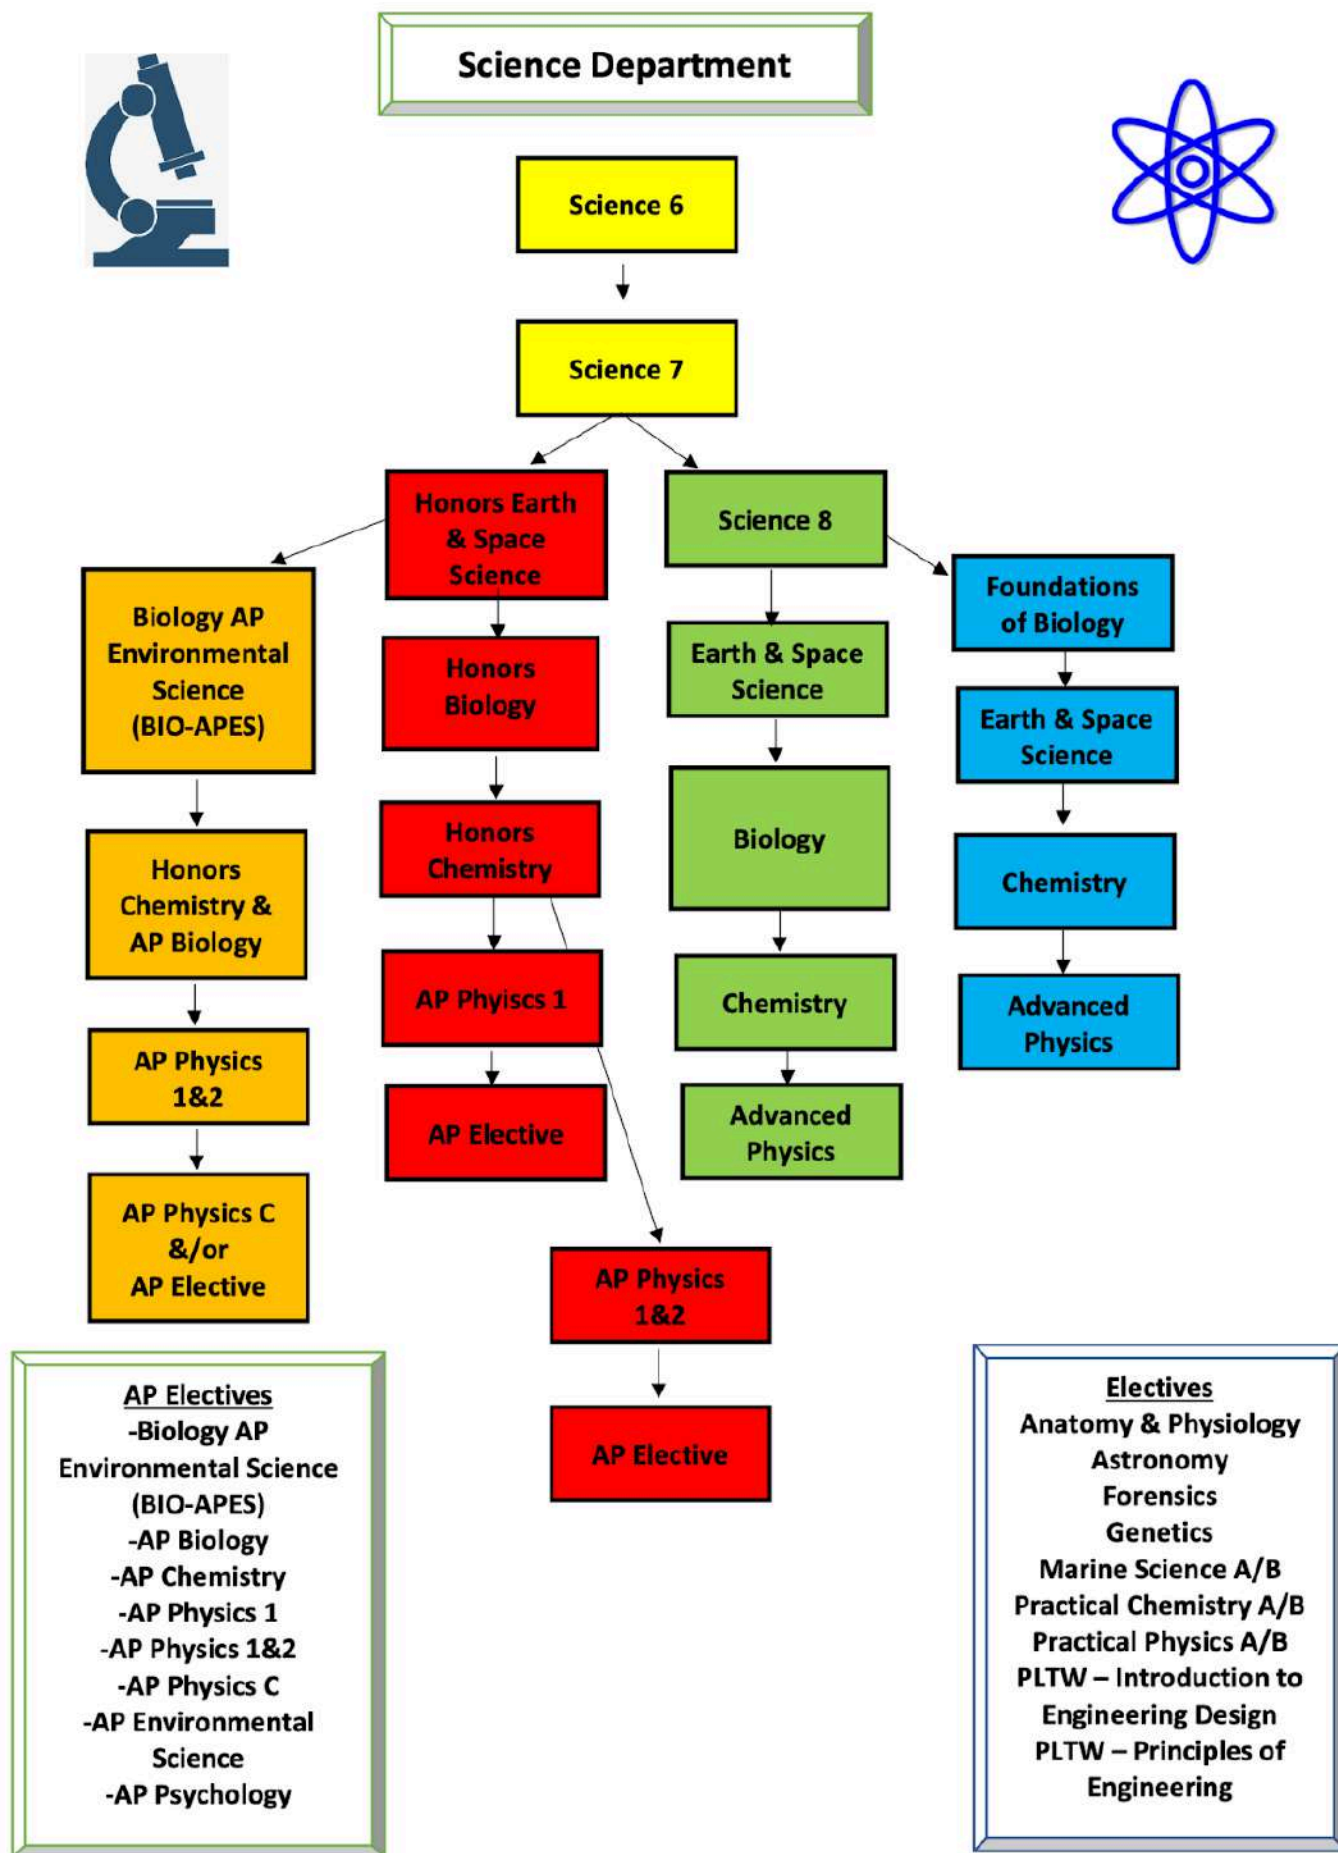 Science Department
Science 6
Science 7
Honors Earth
& Space
Science
Science 8
Biology AP
Environmental
Science
(BIO-APES)
Foundations
of Biology
Honors
Biology
Earth & Space
Science
Earth & Space
Science
Honors
Chemistry &
AP Biology
Honors
Chemistry
Biology
Chemistry
AP Phyiscs 1
Chemistry
Advanced
Physics
AP Physics
1&2
AP Elective
Advanced
Physics
AP Physics C
&/or
AP Elective
AP Physics
1&2
AP Elective
AP Electives
-Biology AP
Environmental Science
(BIO-APES)
-AP Biology
-AP Chemistry
-AP Physics 1
-AP Physics 1&2
-AP Physics C
-AP Environmental
Science
-AP Psychology
Electives
Anatomy & Physiology
Astronomy
Forensics
Genetics
Marine Science A/B
Practical Chemistry A/B
Practical Physics A/B
PLTW – Introduction to
Engineering Design
PLTW – Principles of
Engineering